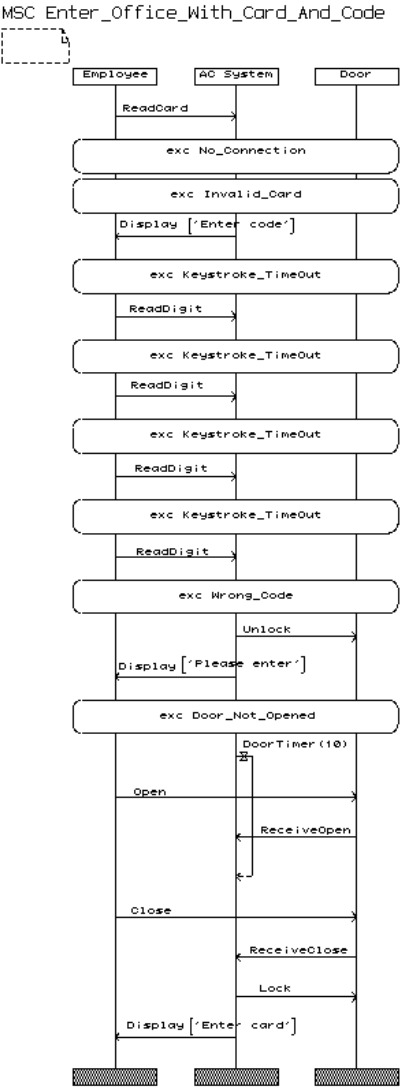 MSC Enter_Office_With_Card_And_Code
Employee AC System Door
ReadCard
exc No_Connection
exc Invalid_Card
Display ['Enter code']
exc Keystroke_TimeOut
ReadDigit
exc Keystroke_TimeOut
ReadDigit
exc Keystroke_TimeOut
ReadDigit
exc Keystroke_TimeOut
ReadDigit
exc Wrong_Code
Unlock
Display ['Please enter']
exc Door_Not_Opened
DoorTimer(10)
Open
ReceiveOpen
Close
ReceiveClose
Lock
Display ['Enter card']